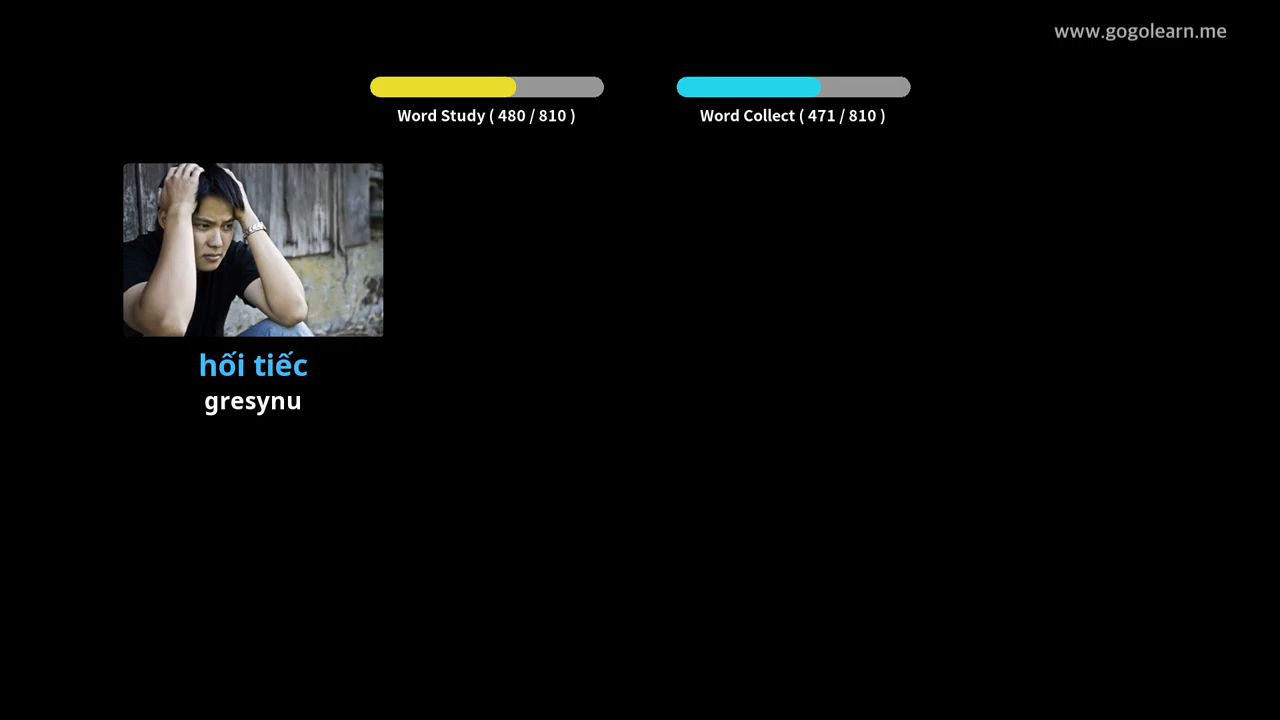 www.gogolearn.me
Word Study ( 480 / 810 )
Word Collect ( 471 / 810 )
hối tiếc
gresynu